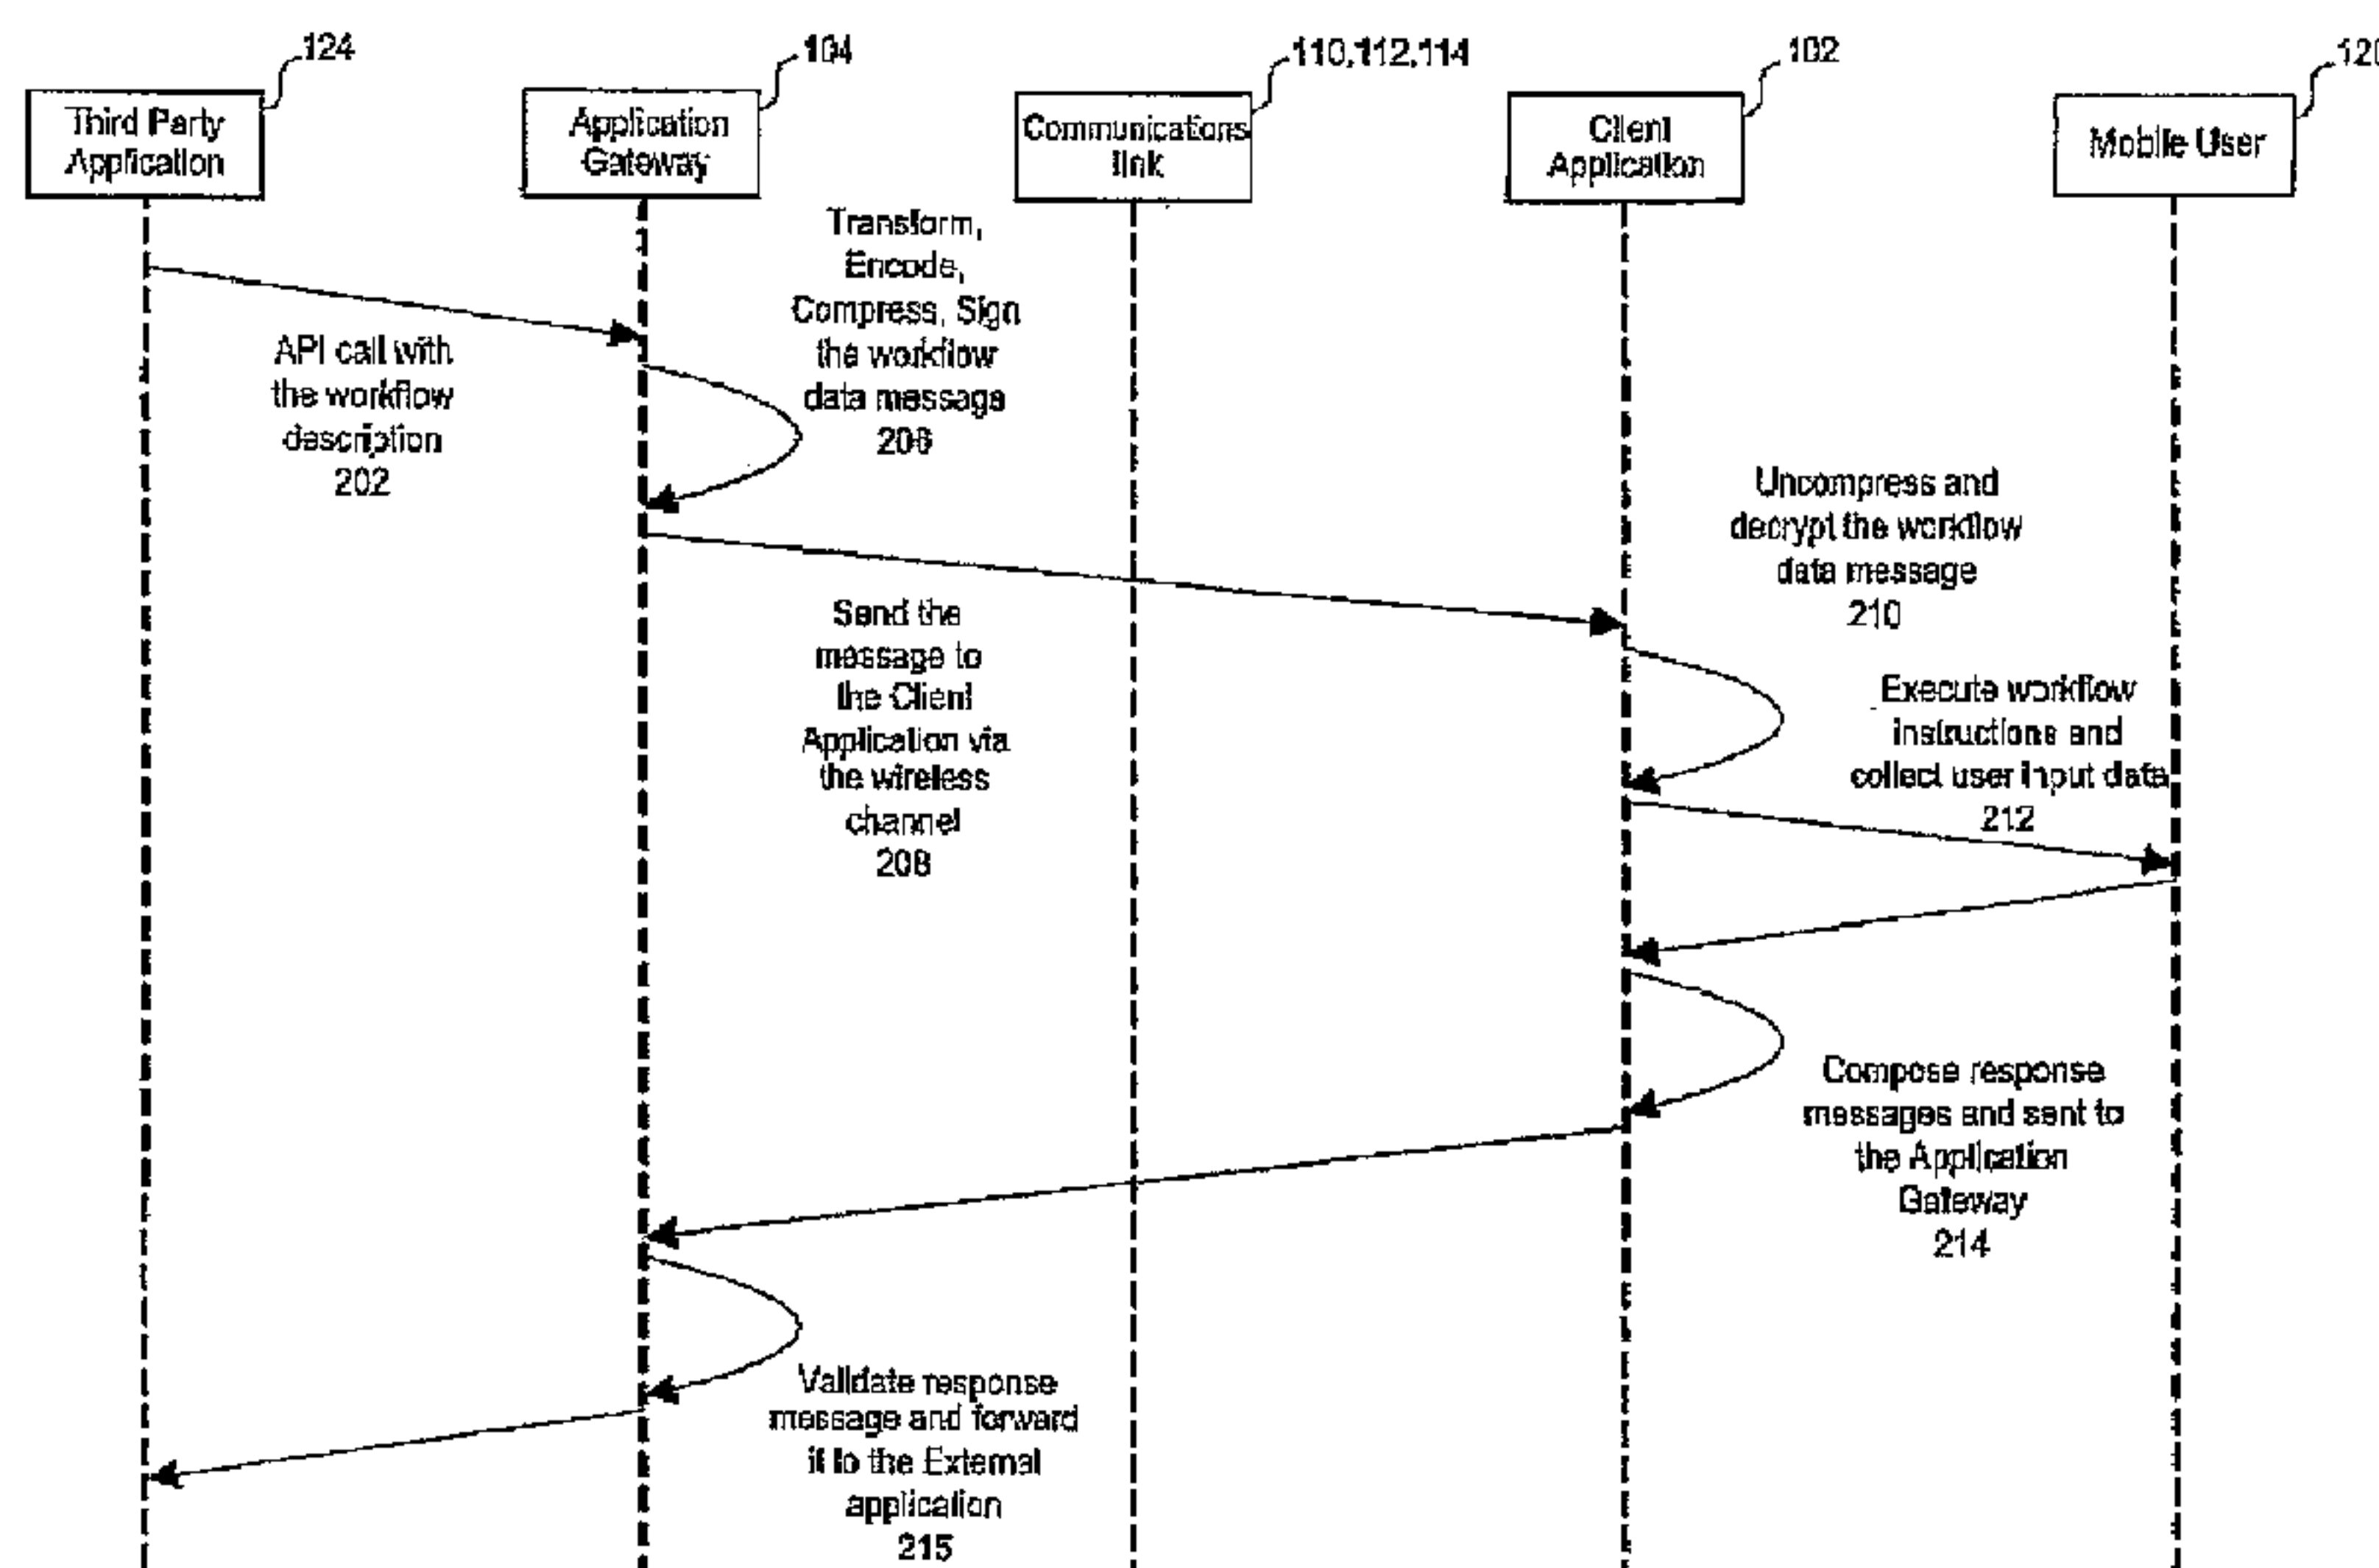 124
104
110,112,114
102
120
Third Party
Application
Application
Gateway
Communications
link
Client
Application
Mobile User
API call with
the workflow
description
202
Transform,
Encode,
Compress, Sign
the workflow
data message
206
Send the
message to
the Client
Application via
the wireless
channel
208
Uncompress and
decrypt the workflow
data message
210
Execute workflow
instructions and
collect user input data
212
Compose response
messages and sent to
the Application
Gateway
214
Validate response
message and forward
it to the External
application
215